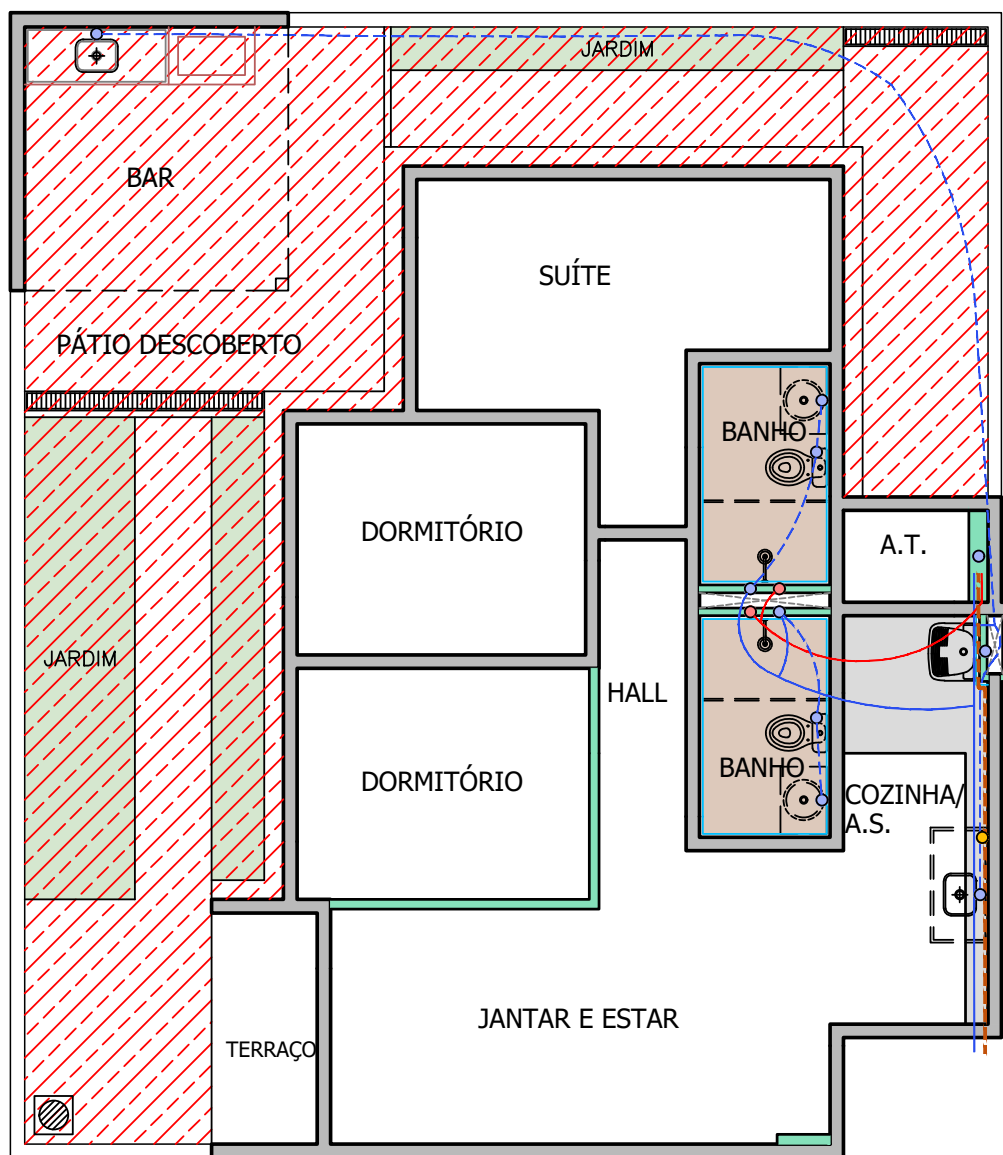 JARDIM
BAR
SUÍTE
PÁTIO DESCOBERTO
BANHO
DORMITÓRIO
A.T.
JARDIM
HALL
DORMITÓRIO
BANHO
COZINHA/
A.S.
JANTAR E ESTAR
TERRAÇO